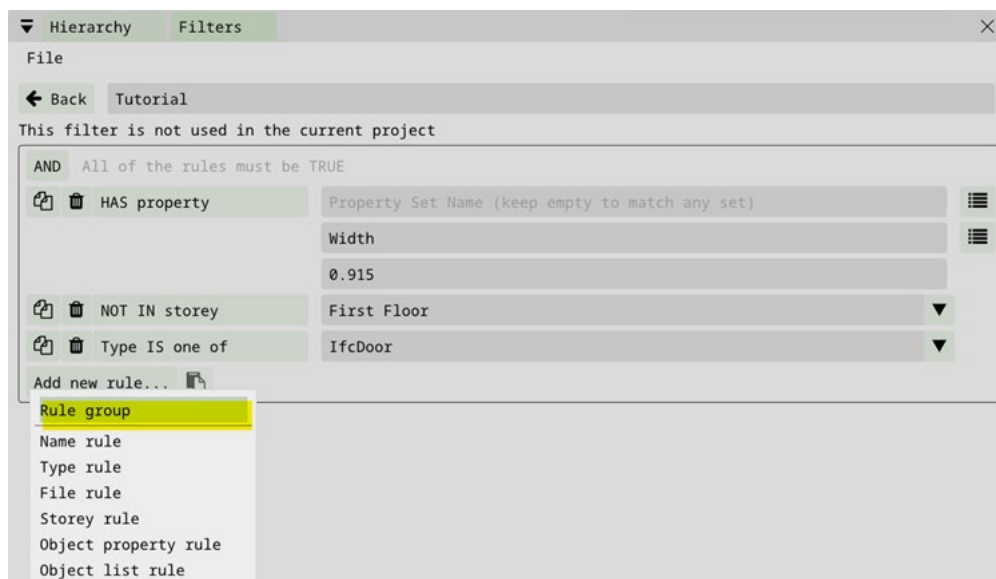 Hierarchy Filters
File
Back Tutorial
This filter is not used in the current project
AND All of the rules must be TRUE
HAS property Property Set Name (keep empty to match any set)
Width
0.915
NOT IN storey First Floor
Type IS one of IfcDoor
Add new rule...
Rule group
Name rule
Type rule
File rule
Storey rule
Object property rule
Object list rule